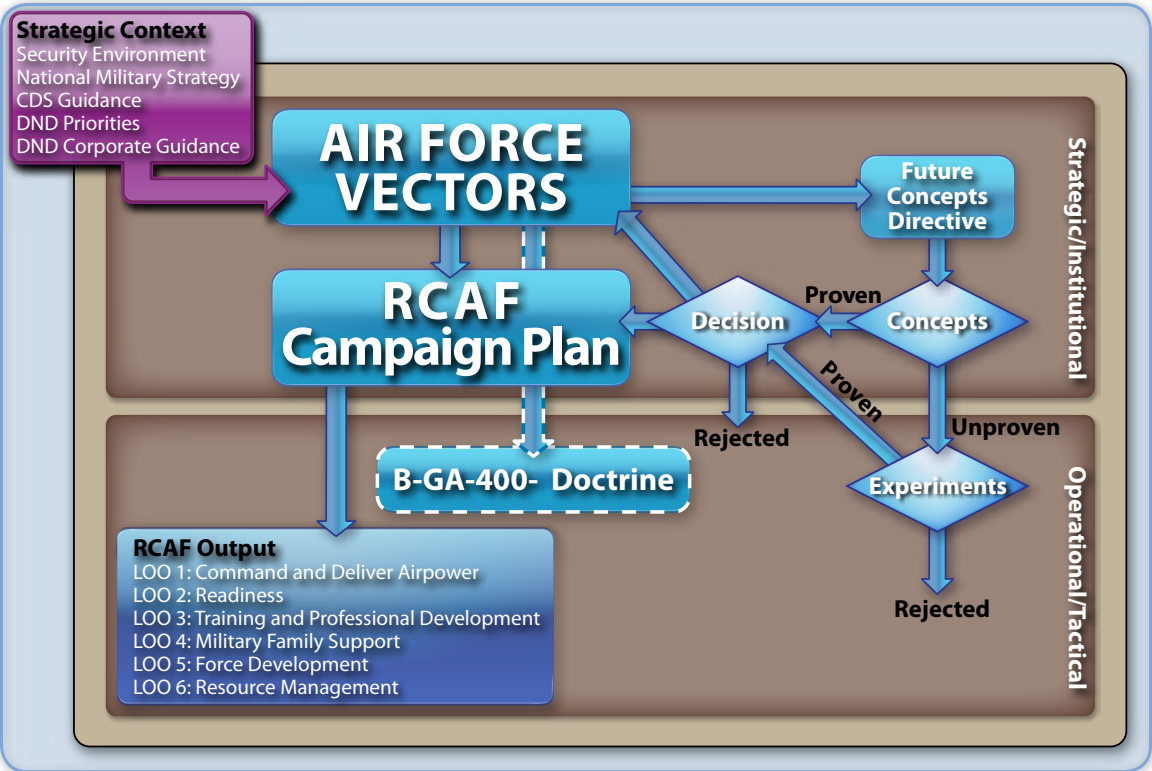 Strategic Context
Security Environment
National Military Strategy
CDS Guidance
DND Priorities
DND Corporate Guidance
AIR FORCE
VECTORS
Future
Concepts
Directive
Strategic/Institutional
RCAF
Campaign Plan
Decision
Proven
Concepts
Proven
Rejected
Unproven
B-GA-400- Doctrine
Experiments
Operational/Tactical
Rejected
RCAF Output
LOO 1: Command and Deliver Airpower
LOO 2: Readiness
LOO 3: Training and Professional Development
LOO 4: Military Family Support
LOO 5: Force Development
LOO 6: Resource Management